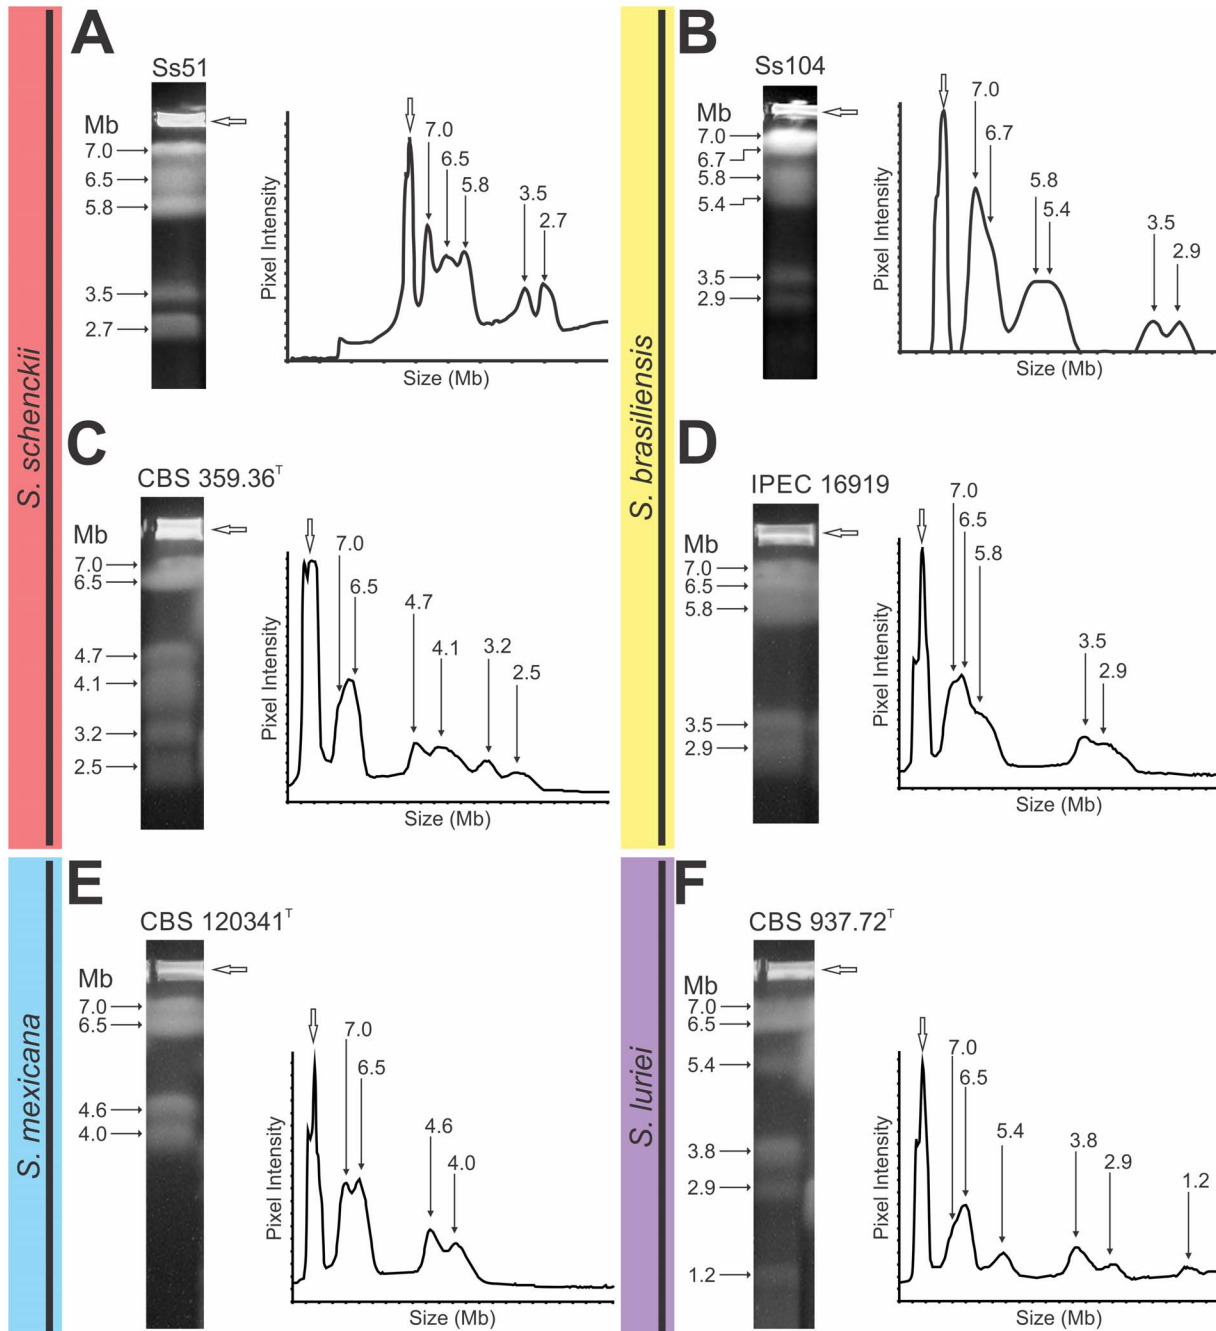 S. schenckii
A
Ss51
Mb
7.0
6.5
5.8
3.5
2.7
Pixel Intensity
7.0
6.5
5.8
3.5
2.7
Size (Mb)
S. brasiliensis
B
Ss104
Mb
7.0
6.7
5.8
5.4
3.5
2.9
Pixel Intensity
7.0
6.7
5.8
5.4
3.5
2.9
Size (Mb)
C
CBS 359.36ᵀ
Mb
7.0
6.5
4.7
4.1
3.2
2.5
Pixel Intensity
7.0
6.5
4.7
4.1
3.2
2.5
Size (Mb)
D
IPEC 16919
Mb
7.0
6.5
5.8
3.5
2.9
Pixel Intensity
7.0
6.5
5.8
3.5
2.9
Size (Mb)
S. mexicana
E
CBS 120341ᵀ
Mb
7.0
6.5
4.6
4.0
Pixel Intensity
7.0
6.5
4.6
4.0
Size (Mb)
S. luriei
F
CBS 937.72ᵀ
Mb
7.0
6.5
5.4
3.8
2.9
1.2
Pixel Intensity
7.0
6.5
5.4
3.8
2.9
1.2
Size (Mb)